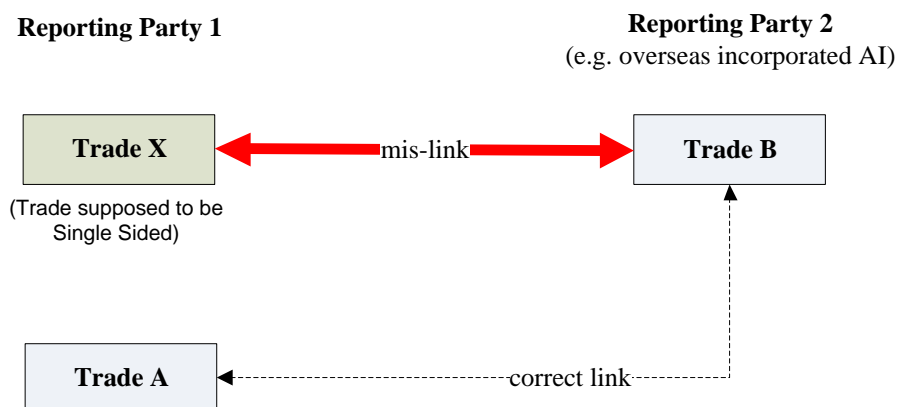 Reporting Party 1
Reporting Party 2
(e.g. overseas incorporated AI)
Trade X
mis-link
Trade B
(Trade supposed to be
Single Sided)
Trade A
correct link